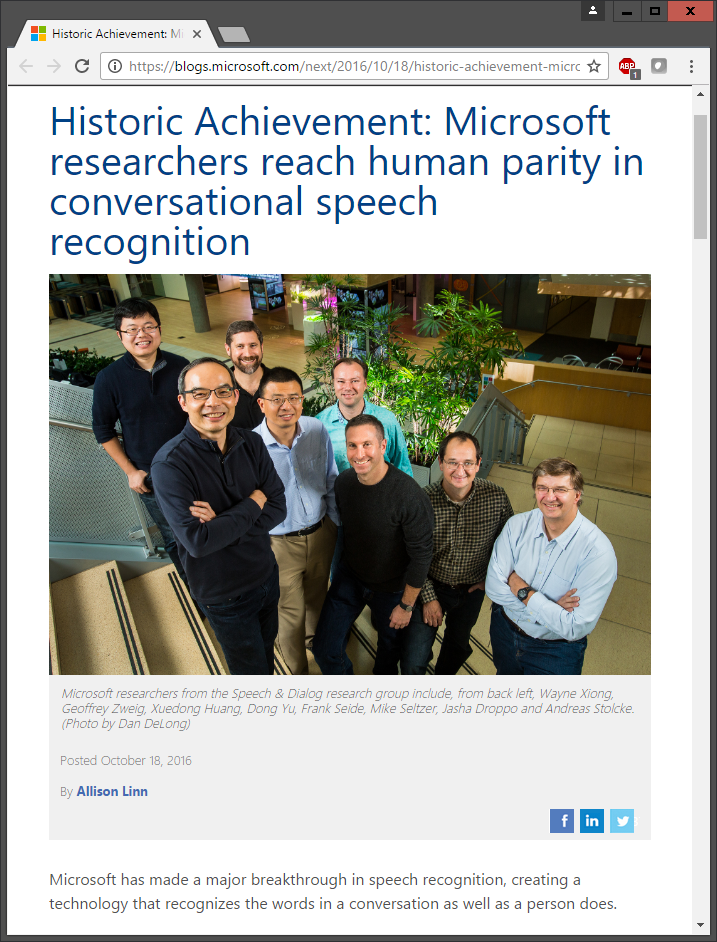 Historic Achievement: Mi
https://blogs.microsoft.com/next/2016/10/18/historic-achievement-micro
ABP
1
Historic Achievement: Microsoft
researchers reach human parity in
conversational speech
recognition
Microsoft researchers from the Speech & Dialog research group include, from back left, Wayne Xiong,
Geoffrey Zweig, Xuedong Huang, Dong Yu, Frank Seide, Mike Seltzer, Jasha Droppo and Andreas Stolcke.
(Photo by Dan DeLong)
Posted October 18, 2016
By Allison Linn
f
in
Microsoft has made a major breakthrough in speech recognition, creating a
technology that recognizes the words in a conversation as well as a person does.